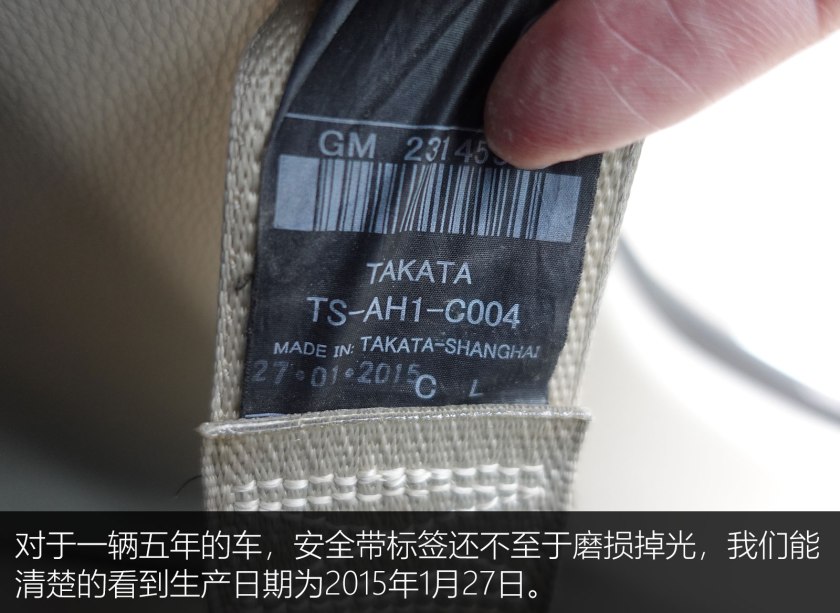 GM 23145
TAKATA
TS-AH1-C004
MADE IN: TAKATA-SHANGHAI
27·01·2015 C L
对于一辆五年的车，安全带标签还不至于磨损掉光，我们能
清楚的看到生产日期为2015年1月27日。